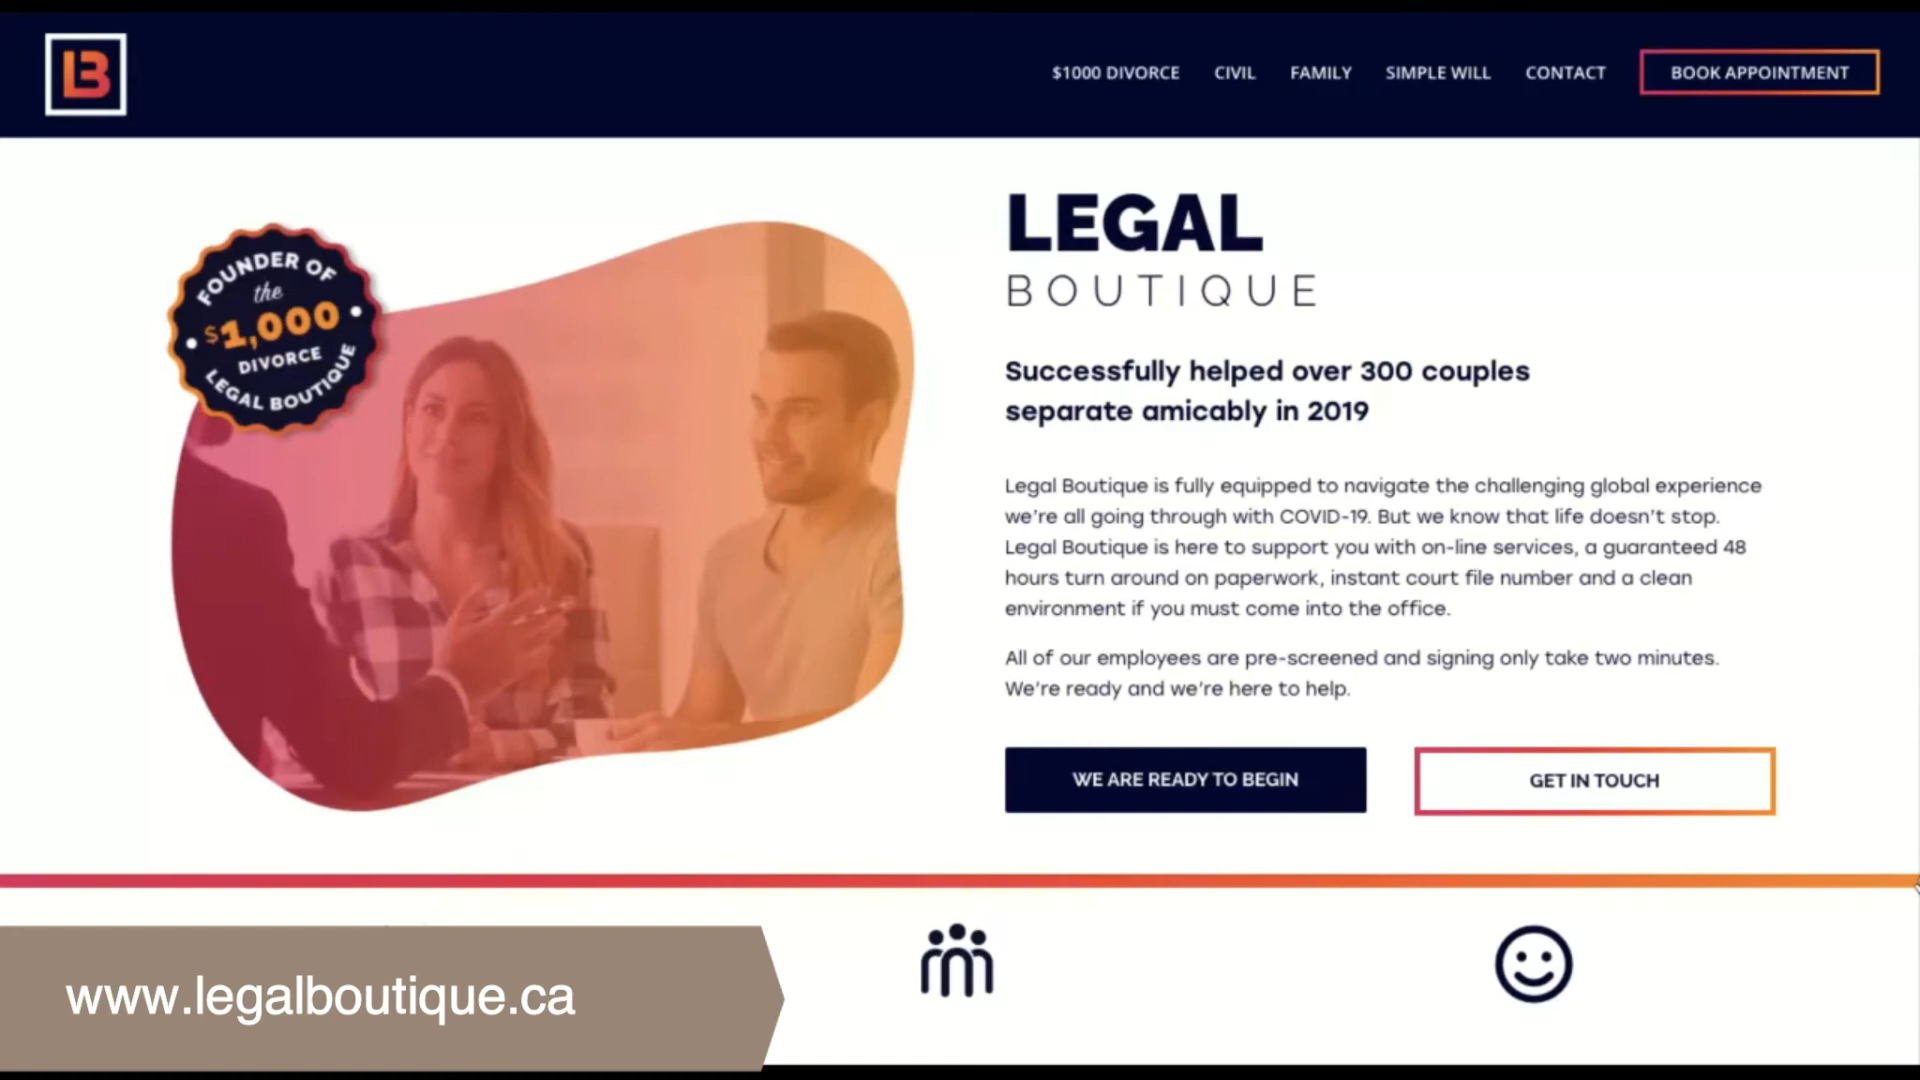 LB
$1000 DIVORCE
CIVIL
FAMILY
SIMPLE WILL
CONTACT
BOOK APPOINTMENT
FOUNDER OF
the
$1,000
DIVORCE
LEGAL BOUTIQUE
LEGAL
BOUTIQUE
Successfully helped over 300 couples
separate amicably in 2019
Legal Boutique is fully equipped to navigate the challenging global experience
we're all going through with COVID-19. But we know that life doesn't stop.
Legal Boutique is here to support you with on-line services, a guaranteed 48
hours turn around on paperwork, instant court file number and a clean
environment if you must come into the office.
All of our employees are pre-screened and signing only take two minutes.
We're ready and we're here to help.
WE ARE READY TO BEGIN
GET IN TOUCH
www.legalboutique.ca